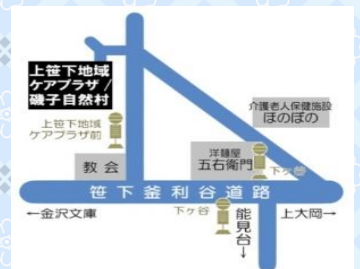 上笹下地域
ケアプラザ/
磯子自然村
上笹下地域
ケアプラザ前
介護老人保健施設
ほのぼの
洋麺屋
五右衛門
下ヶ谷
教会
笹下釜利谷道路
←金沢文庫
下ヶ谷
能見台→
上大岡→